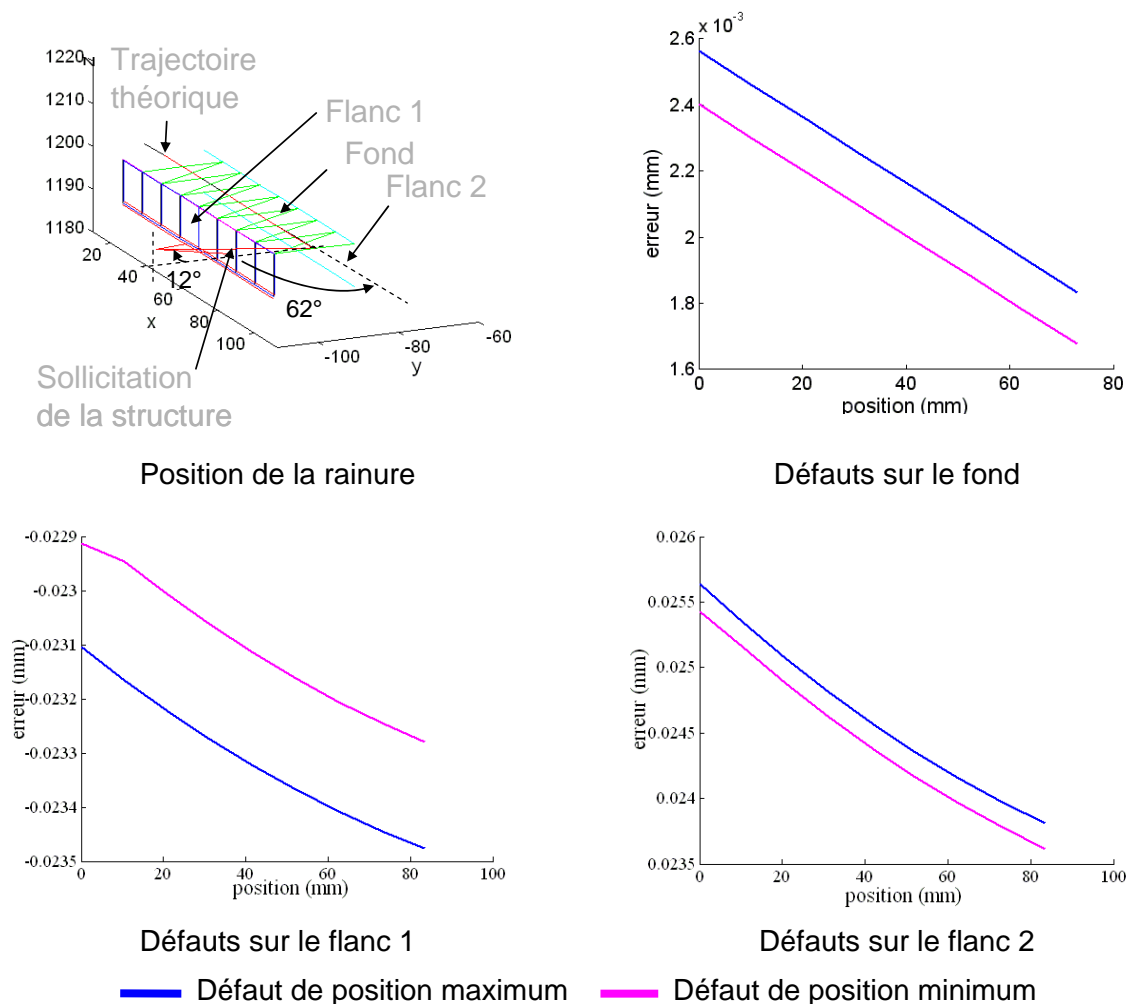 1220
1210
1200
1190
1180
20
40
60
80
100
x
-100
-80
-60
y
12°
62°
Trajectoire
théorique
Flanc 1
Fond
Flanc 2
Sollicitation
de la structure
Position de la rainure
x 10⁻³
2.6
2.4
2.2
2
1.8
1.6
erreur (mm)
0 20 40 60 80
position (mm)
Défauts sur le fond
-0.0229
-0.023
-0.0231
-0.0232
-0.0233
-0.0234
-0.0235
erreur (mm)
0 20 40 60 80 100
position (mm)
Défauts sur le flanc 1
0.026
0.0255
0.025
0.0245
0.024
0.0235
erreur (mm)
0 20 40 60 80 100
position (mm)
Défauts sur le flanc 2
Défaut de position maximum
Défaut de position minimum